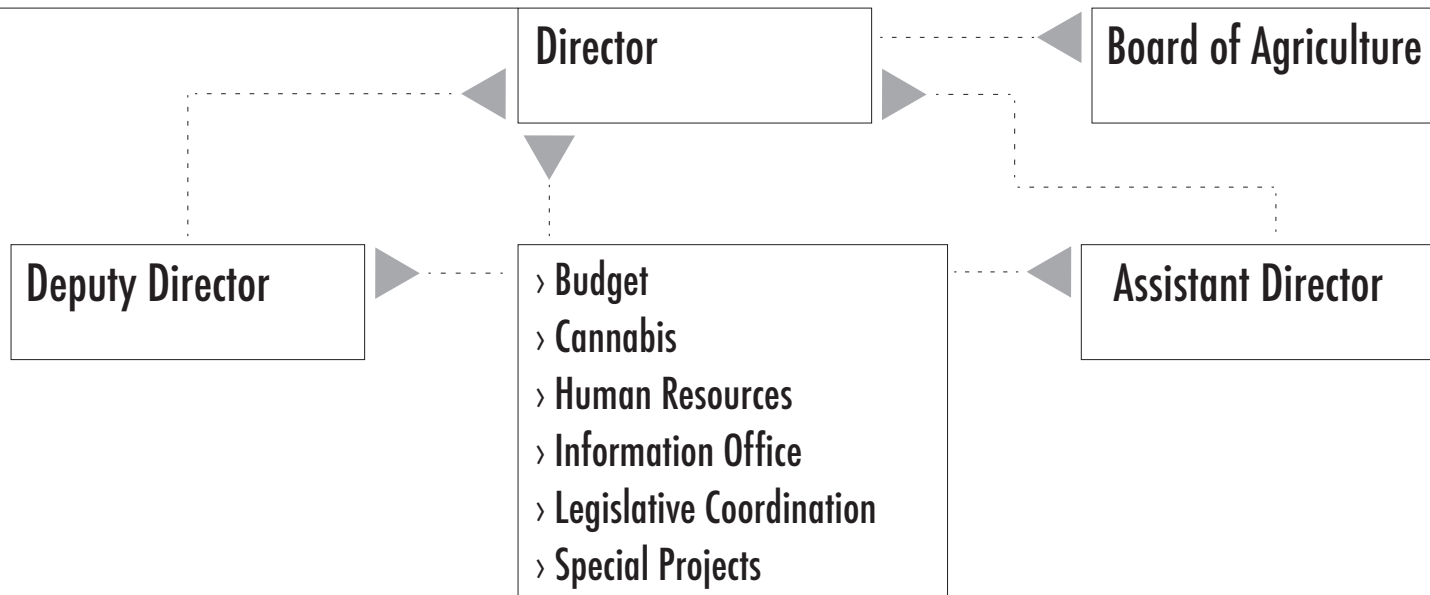 Director
Board of Agriculture
Deputy Director
› Budget
› Cannabis
› Human Resources
› Information Office
› Legislative Coordination
› Special Projects
Assistant Director